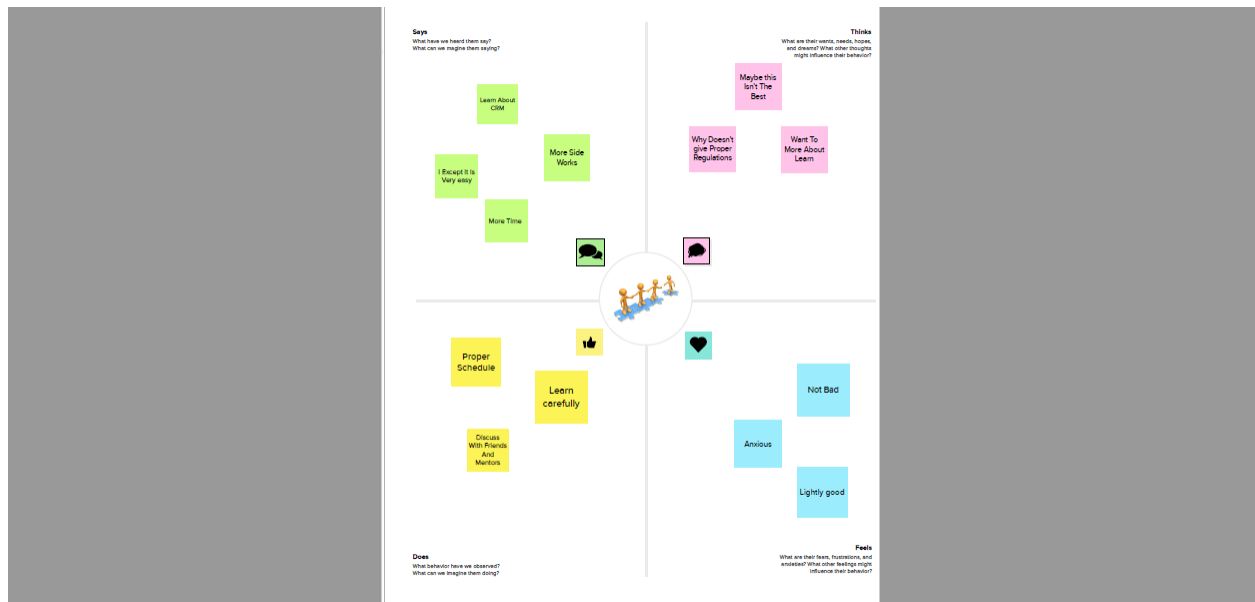 Says
What have we heard them say?
What can we magine them saying?
Learn About
CRM
More Side
Works
I Except It Is
Very easy
More Time
Thinks
What are their wants, needs, hopes,
and dreams? What other thoughts
might influence their behavior?
Maybe this
Isn't The
Best
Why Doesn't
give Proper
Regulations
Want To
More About
Learn
Proper
Schedule
Learn
carefully
Discuss
With Friends
And
Mentors
Does
What behavior have we observed?
What can we imagine them doing?
Not Bad
Anxious
Lightly good
Feels
What are their fears, frustrations, and
anxieties? What other feelings might
influence their behavior?